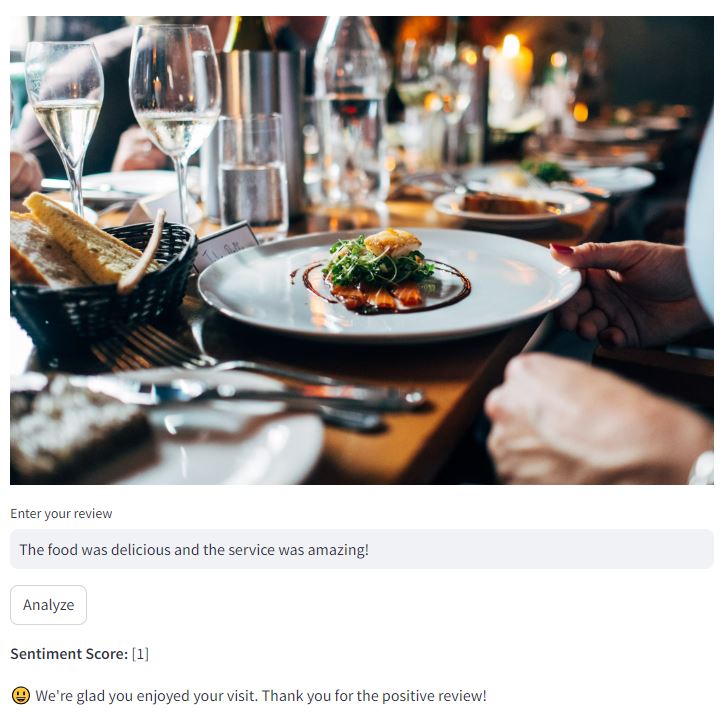 Enter your review
The food was delicious and the service was amazing!
Analyze
Sentiment Score: [1]
😃 We're glad you enjoyed your visit. Thank you for the positive review!